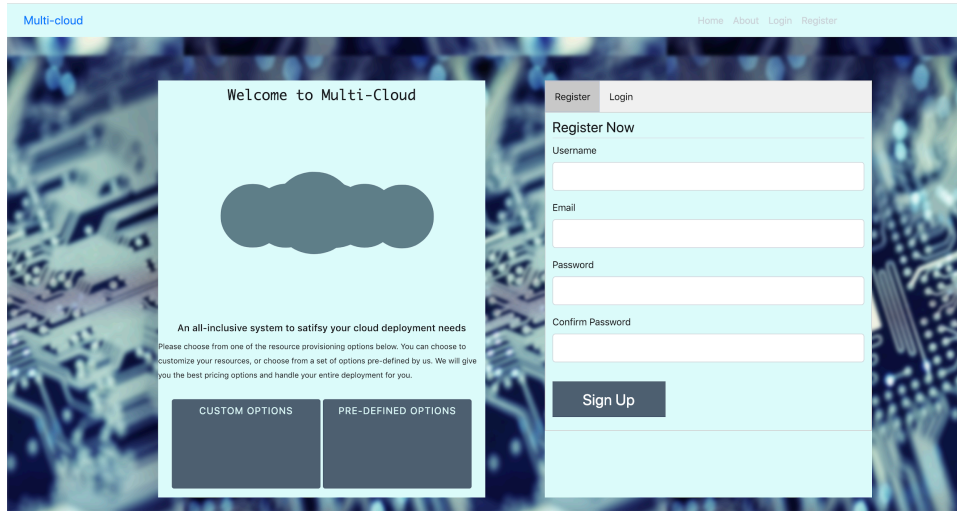 Multi-cloud
Home About Login Register
Welcome to Multi-Cloud
An all-inclusive system to satifsy your cloud deployment needs
Please choose from one of the resource provisioning options below. You can choose to
customize your resources, or choose from a set of options pre-defined by us. We will give
you the best pricing options and handle your entire deployment for you.
CUSTOM OPTIONS
PRE-DEFINED OPTIONS
Register Login
Register Now
Username
Email
Password
Confirm Password
Sign Up